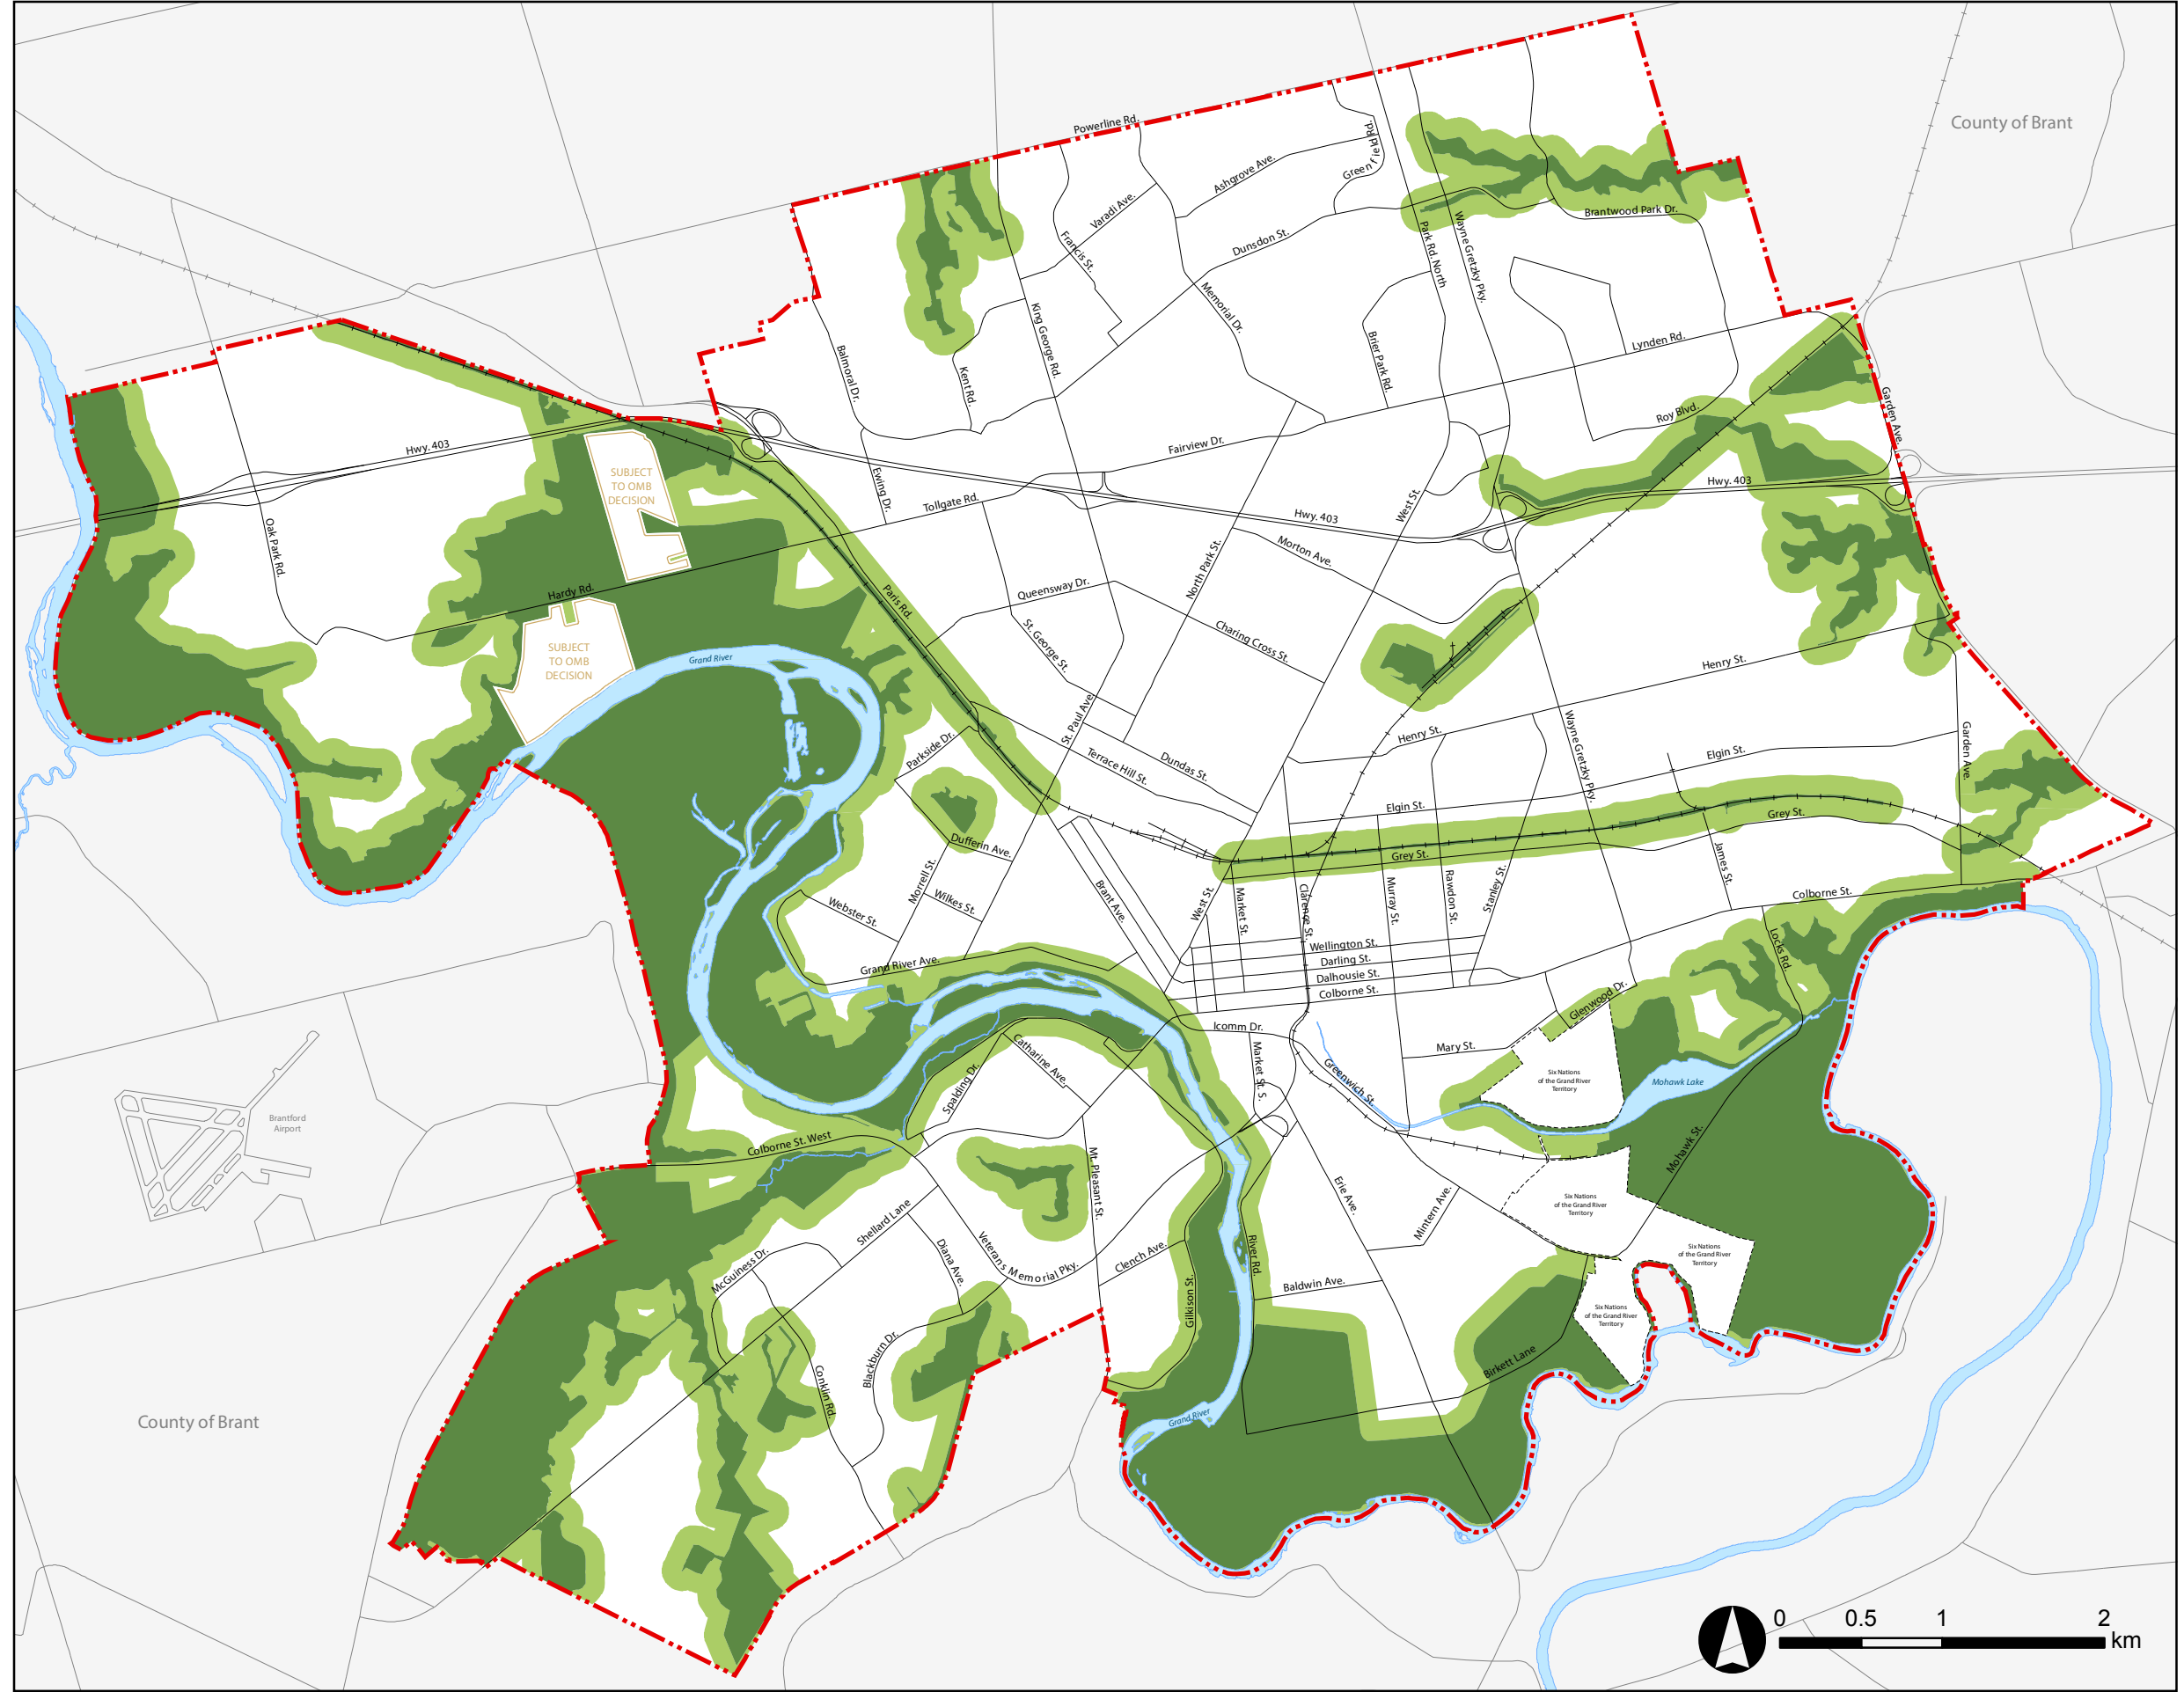 County of Brant
Powerline Rd.
Greenfield Rd.
Ashgrove Ave.
Varadi Ave.
Francis St.
Dunsdon St.
Brantwood Park Dr.
Park Rd. North
Wayne Gretzky Pky.
Memorial Dr.
King George Rd.
Balmoral Dr.
Kent Rd.
Brier Park Rd.
Lynden Rd.
Roy Blvd.
Garden Ave.
Hwy. 403
Fairview Dr.
SUBJECT
TO OMB
DECISION
Ewing Dr.
Tollgate Rd.
Hwy. 403
West St.
Hwy. 403
Oak Park Rd.
North Park St.
Morton Ave.
Hardy Rd.
Paris Rd.
Queensway Dr.
St. George St.
Charing Cross St.
SUBJECT
TO OMB
DECISION
Grand River
Henry St.
St. Paul Ave.
Parkside Dr.
Terrace Hill St.
Dundas St.
Henry St.
Wayne Gretzky Pky.
Elgin St.
Garden Ave.
Elgin St.
Grey St.
Dufferin Ave.
Grey St.
James St.
Morrell St.
Wilkes St.
Webster St.
Brant Ave.
West St.
Market St.
Clarence St.
Murray St.
Rawdon St.
Stanley St.
Colborne St.
Locks Rd.
Grand River Ave.
Wellington St.
Darling St.
Dalhousie St.
Colborne St.
Glenwood Dr.
Icomm Dr.
Mary St.
Catharine Ave.
Spalding Dr.
Market St. S.
Greenwich St.
Six Nations
of the Grand River
Territory
Mohawk Lake
Brantford
Airport
Colborne St. West
Mt. Pleasant St.
Mohawk St.
Shellard Lane
Erie Ave.
Mintern Ave.
Six Nations
of the Grand River
Territory
McGuiness Dr.
Diana Ave.
Veterans Memorial Pky.
Clench Ave.
River Rd.
Gilkison St.
Baldwin Ave.
Six Nations
of the Grand River
Territory
Six Nations
of the Grand River
Territory
Blackburn Dr.
Conklin Rd.
Birkett Lane
Grand River
County of Brant
0 0.5 1 2
km